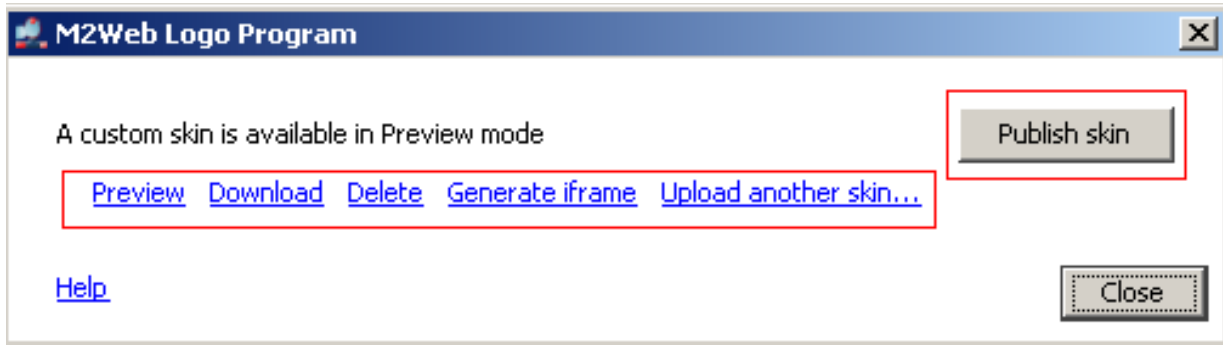 M2Web Logo Program
A custom skin is available in Preview mode
Publish skin
Preview Download Delete Generate iframe Upload another skin...
Help
Close